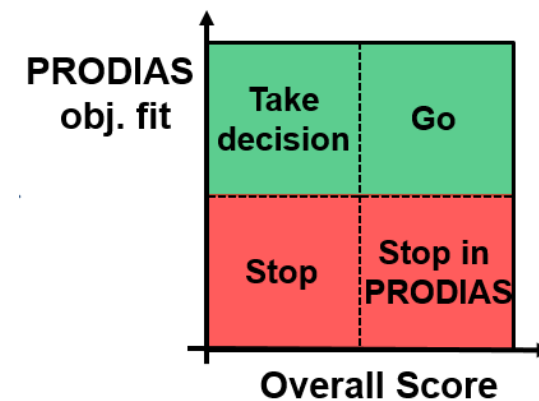 PRODIAS
obj. fit
Take
decision
Go
Stop
Stop in
PRODIAS
Overall Score